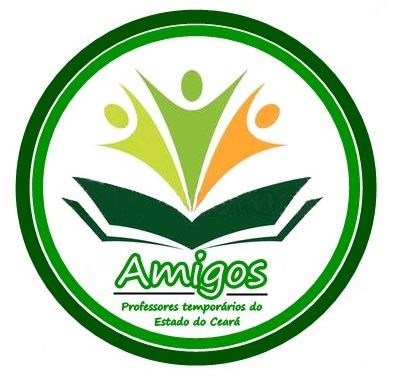 Amigos
Professores temporários do
Estado do Ceará